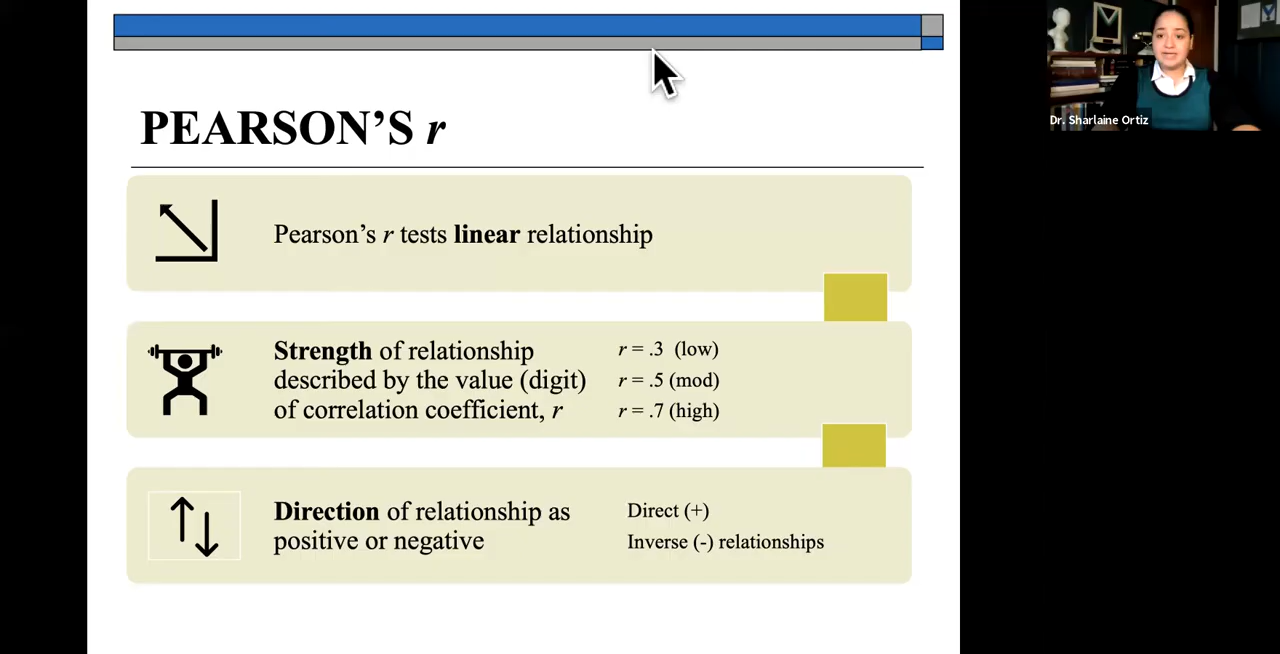 PEARSON’S r
Pearson’s r tests linear relationship
Strength of relationship
described by the value (digit)
of correlation coefficient, r
r = .3 (low)
r = .5 (mod)
r = .7 (high)
Direction of relationship as
positive or negative
Direct (+)
Inverse (-) relationships
Dr. Sharlaine Ortiz